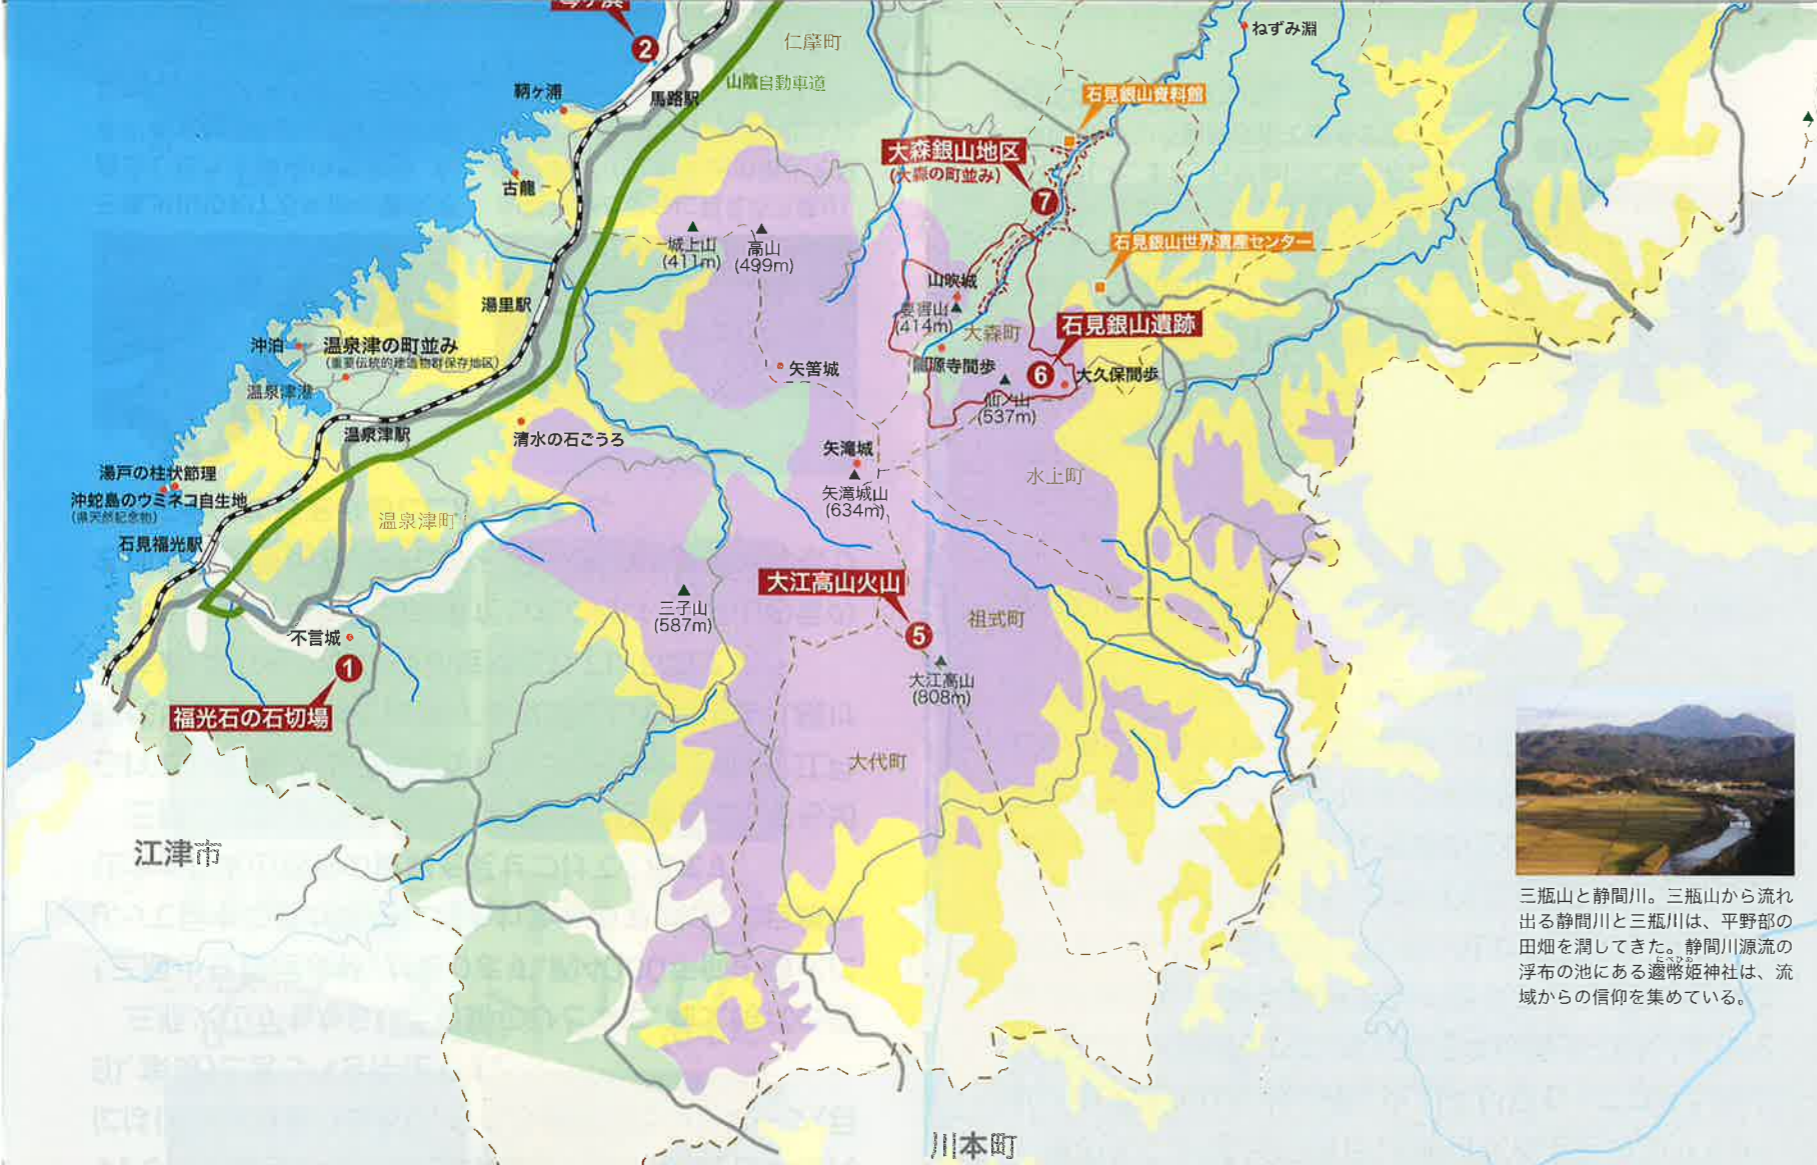 2
仁摩町
ねずみ淵
鞆ヶ浦
馬路駅
山陰自動車道
石見銀山資料館
大森銀山地区
(大森の町並み)
7
古龍
城上山
(411m)
高山
(499m)
石見銀山世界遺産センター
山吹城
要害山
(414m)
大森町
石見銀山遺跡
6
大久保間歩
湯里駅
沖泊
温泉津の町並み
(重要伝統的建造物群保存地区)
温泉津港
矢筈城
龍源寺間歩
仙ノ山
(537m)
温泉津駅
清水の石ごうろ
矢滝城
矢滝城山
(634m)
水上町
湯戸の柱状節理
沖蛇島のウミネコ自生地
(県天然記念物)
温泉津町
石見福光駅
大江高山火山
5
三子山
(587m)
祖式町
不言城
1
福光石の石切場
大江高山
(808m)
大代町
江津市
川本町
三瓶山と静間川。三瓶山から流れ
出る静間川と三瓶川は、平野部の
田畑を潤してきた。静間川源流の
浮布の池にある邇幣姫神社は、流
にべひめ
域からの信仰を集めている。